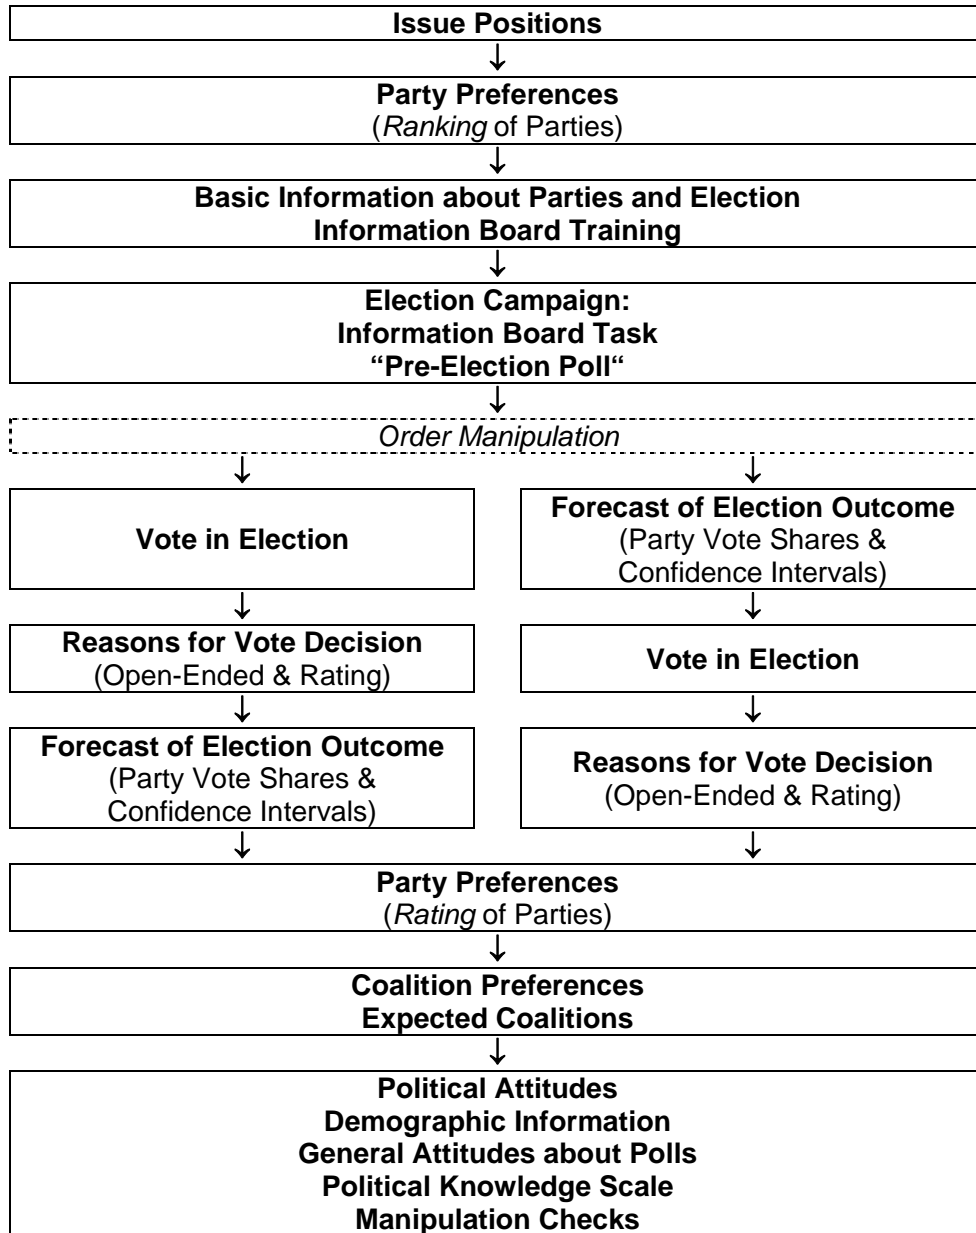 Issue Positions
Party Preferences
(Ranking of Parties)
Basic Information about Parties and Election
Information Board Training
Election Campaign:
Information Board Task
“Pre-Election Poll“
Order Manipulation
Vote in Election
Reasons for Vote Decision
(Open-Ended & Rating)
Forecast of Election Outcome
(Party Vote Shares &
Confidence Intervals)
Forecast of Election Outcome
(Party Vote Shares &
Confidence Intervals)
Vote in Election
Reasons for Vote Decision
(Open-Ended & Rating)
Party Preferences
(Rating of Parties)
Coalition Preferences
Expected Coalitions
Political Attitudes
Demographic Information
General Attitudes about Polls
Political Knowledge Scale
Manipulation Checks